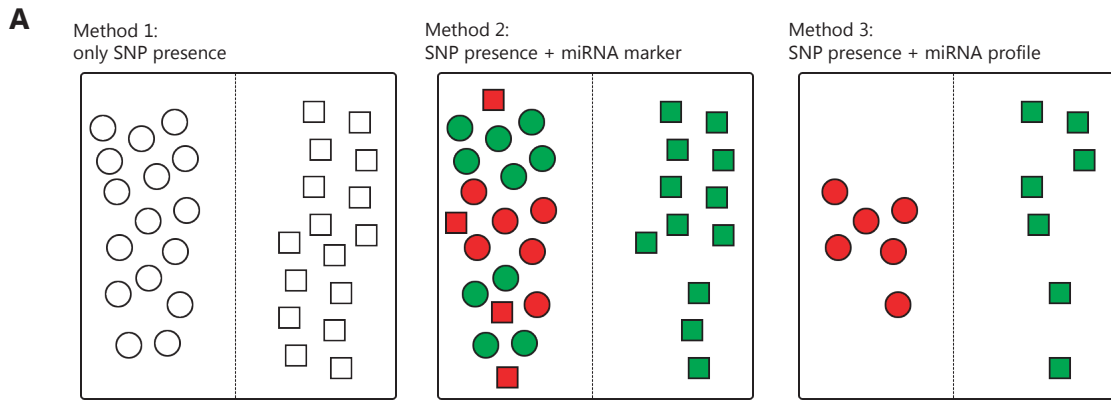 A
Method 1:
only SNP presence
Method 2:
SNP presence + miRNA marker
Method 3:
SNP presence + miRNA profile